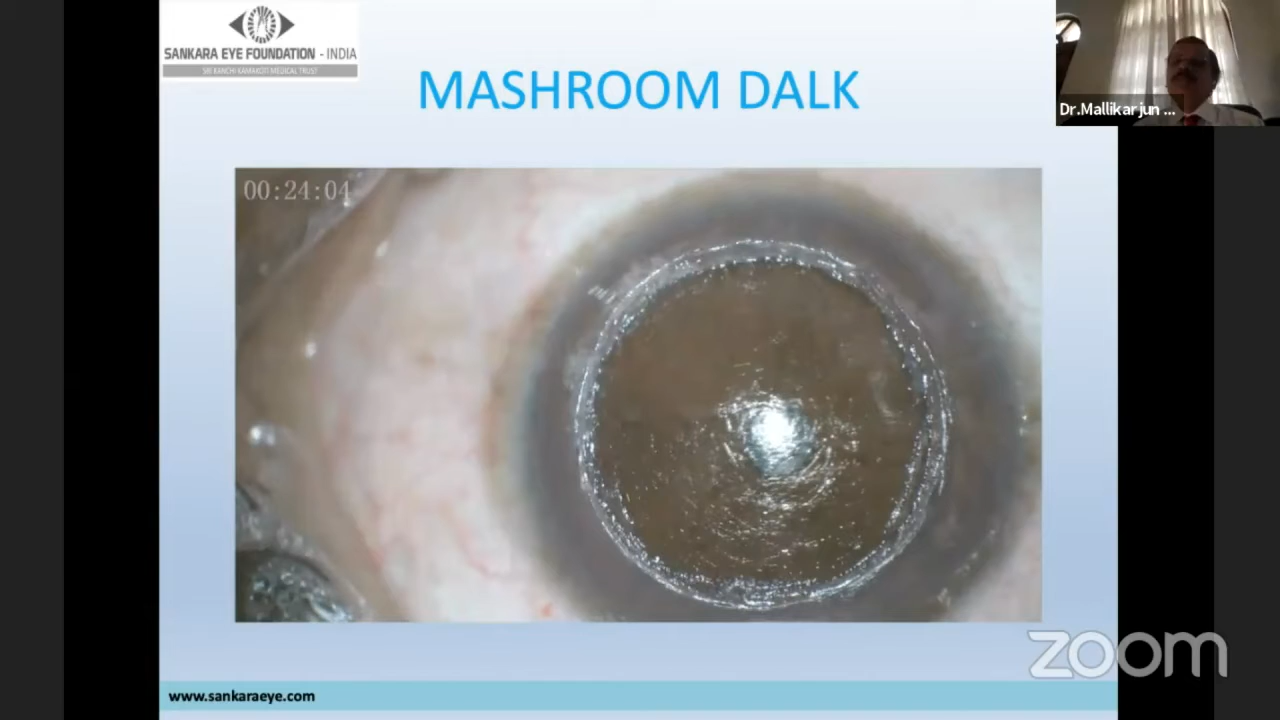 SANKARA EYE FOUNDATION - INDIA
SRI KANCHI KAMAKOTI MEDICAL TRUST
MASHROOM DALK
Dr.Mallikarjun ...
00:24:04
zoom
www.sankaraeye.com